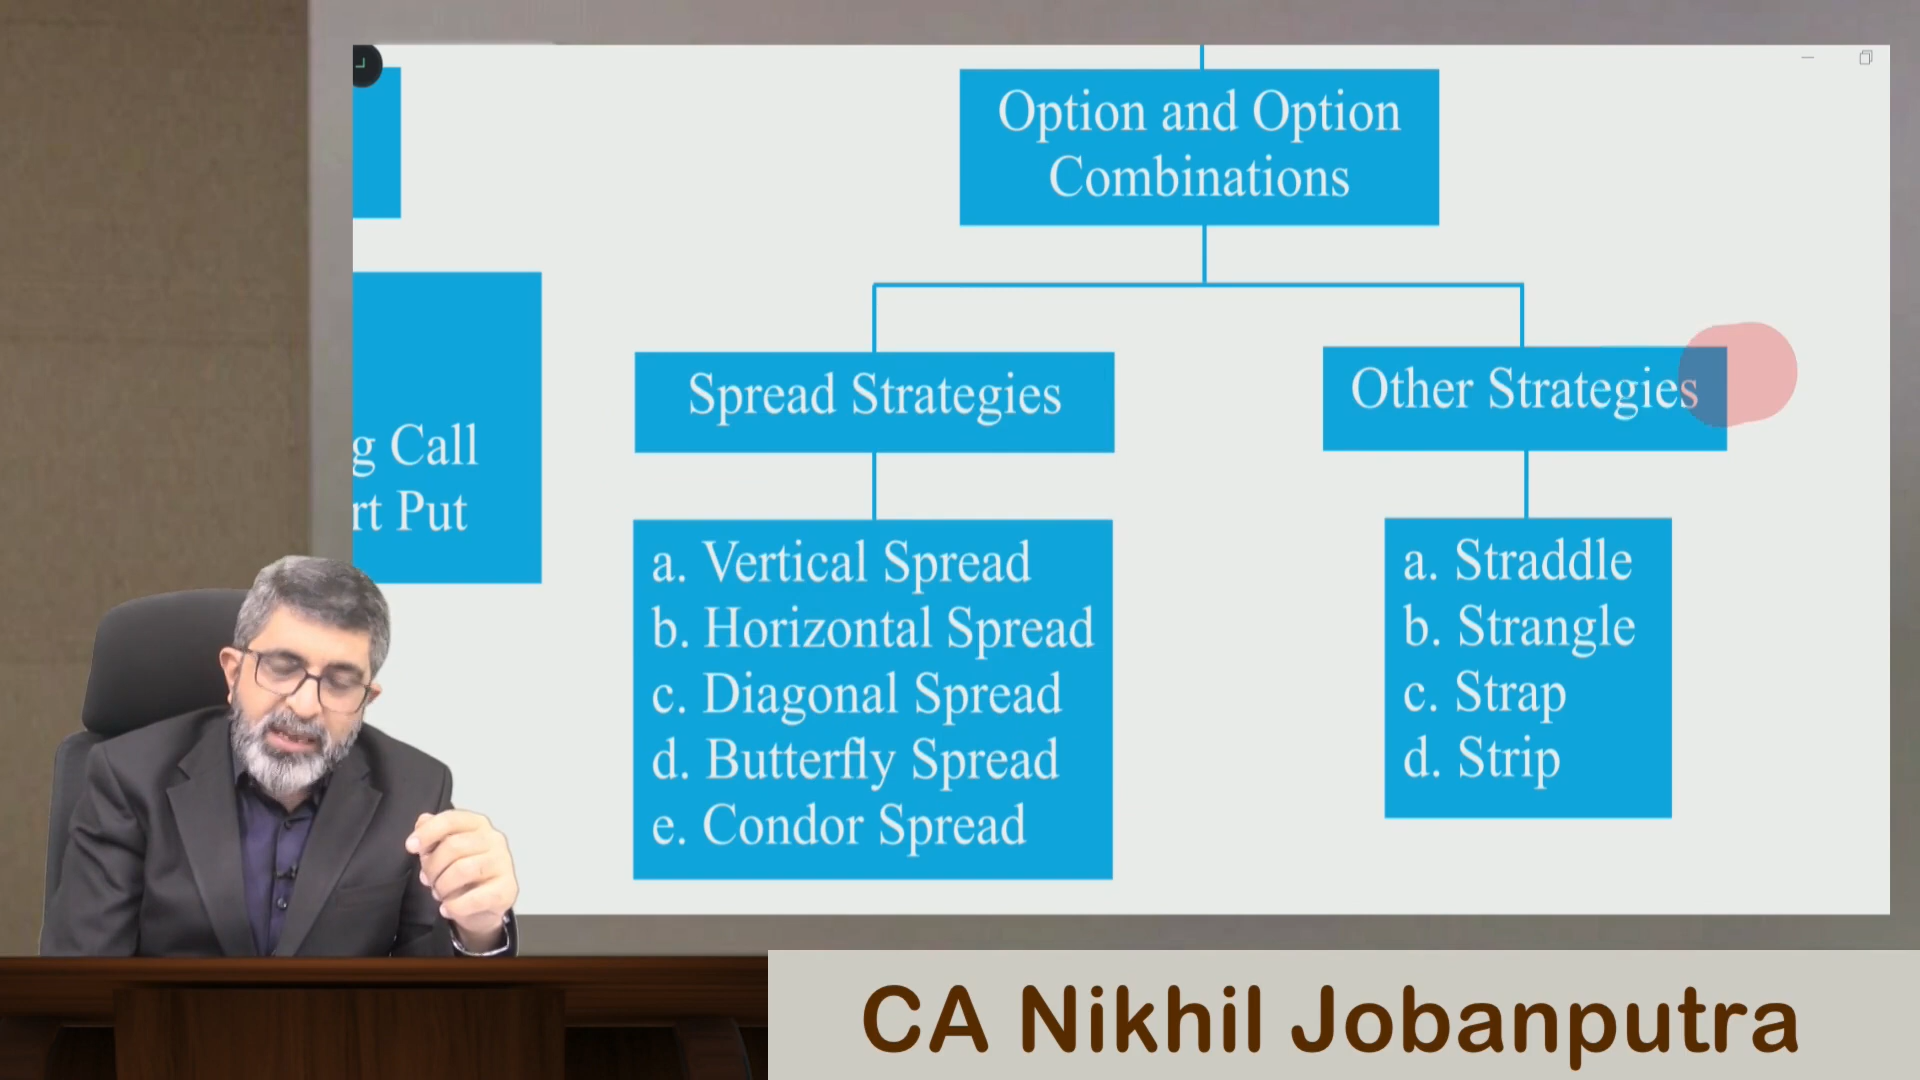 Option and Option
Combinations
g Call
rt Put
Spread Strategies
a. Vertical Spread
b. Horizontal Spread
c. Diagonal Spread
d. Butterfly Spread
e. Condor Spread
Other Strategies
a. Straddle
b. Strangle
c. Strap
d. Strip
CA Nikhil Jobanputra